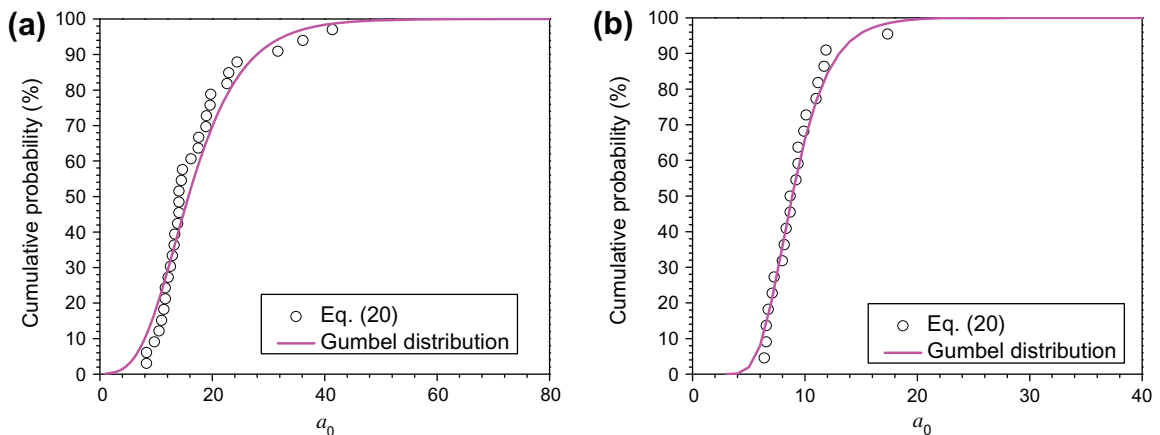 (a)
Cumulative probability (%)
100
90
80
70
60
50
40
30
20
10
0
0 20 40 60 80
a₀
Eq. (20)
Gumbel distribution
(b)
Cumulative probability (%)
100
90
80
70
60
50
40
30
20
10
0
0 10 20 30 40
a₀
Eq. (20)
Gumbel distribution